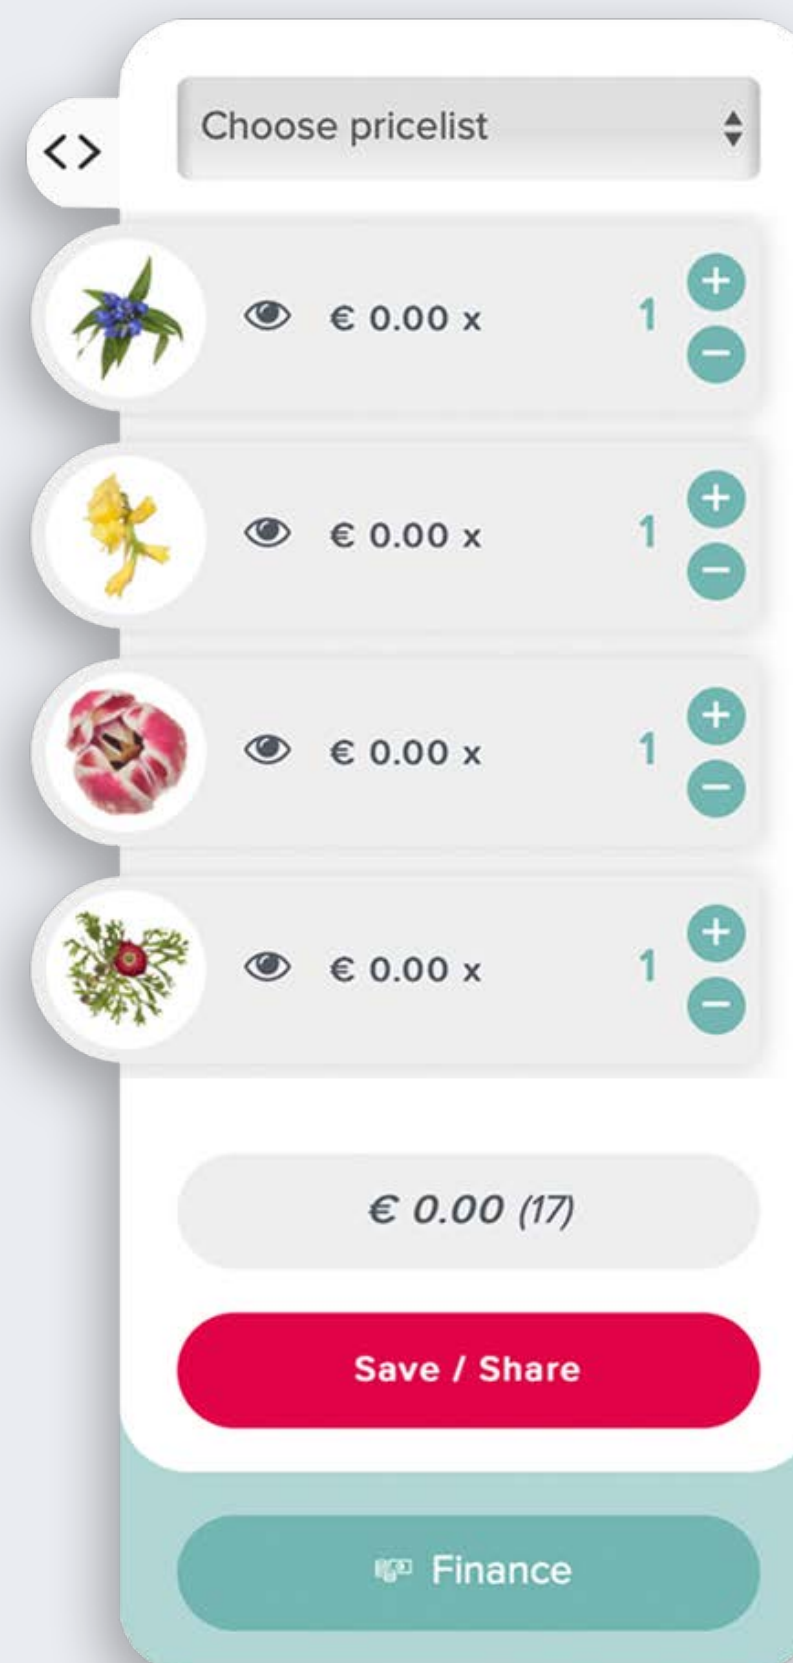 Choose pricelist
€ 0.00 x 1
€ 0.00 x 1
€ 0.00 x 1
€ 0.00 x 1
€ 0.00 (17)
Save / Share
Finance